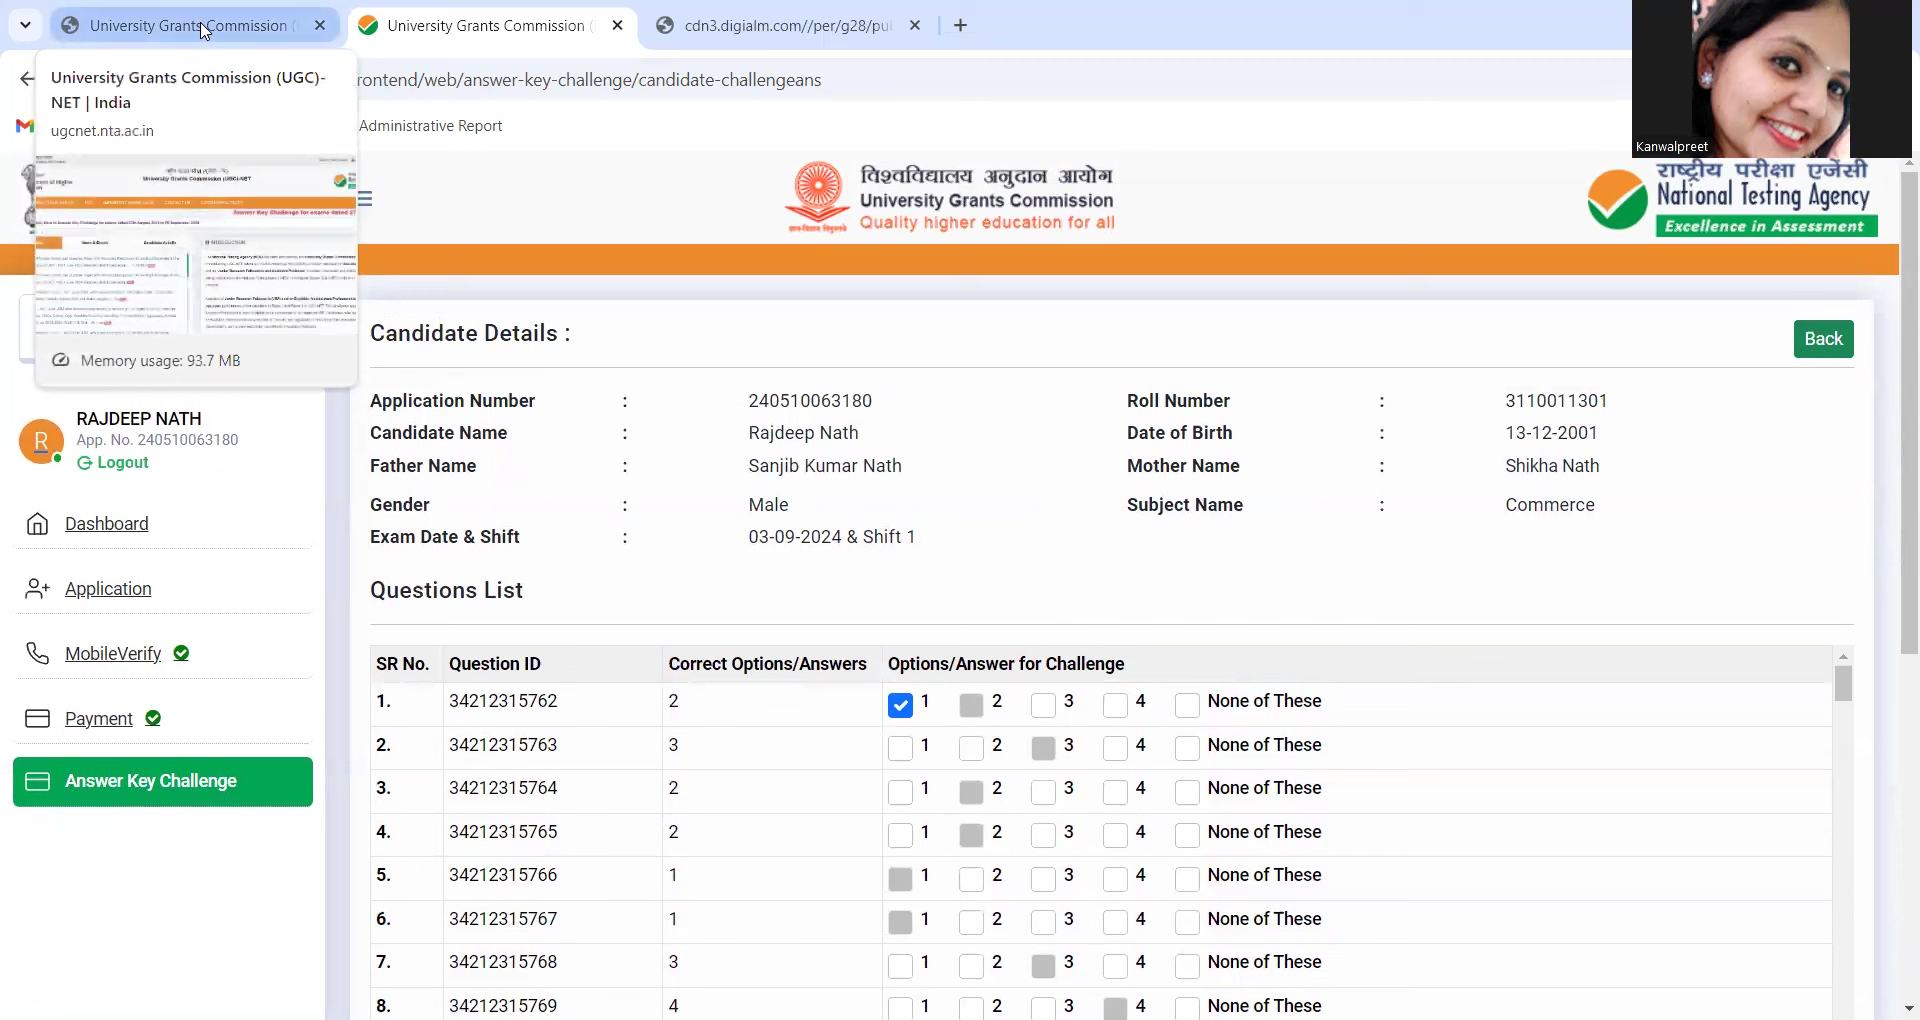 University Grants Commission (
University Grants Commission (
cdn3.digialm.com//per/g28/pu
University Grants Commission (UGC)-
NET | India
ugcnet.nta.ac.in
Memory usage: 93.7 MB
rontend/web/answer-key-challenge/candidate-challengeans
Administrative Report
Kanwalpreet
विश्वविद्यालय अनुदान आयोग
University Grants Commission
Quality higher education for all
ज्ञान-विज्ञान विमुक्तये
राष्ट्रीय परीक्षा एजेंसी
National Testing Agency
Excellence in Assessment
R
RAJDEEP NATH
App. No. 240510063180
Logout
Dashboard
Application
MobileVerify
Payment
Answer Key Challenge
Candidate Details :
Back
Application Number : 240510063180 Roll Number : 3110011301
Candidate Name : Rajdeep Nath Date of Birth : 13-12-2001
Father Name : Sanjib Kumar Nath Mother Name : Shikha Nath
Gender : Male Subject Name : Commerce
Exam Date & Shift : 03-09-2024 & Shift 1
Questions List
SR No. Question ID Correct Options/Answers Options/Answer for Challenge
1. 34212315762 2 1 2 3 4 None of These
2. 34212315763 3 1 2 3 4 None of These
3. 34212315764 2 1 2 3 4 None of These
4. 34212315765 2 1 2 3 4 None of These
5. 34212315766 1 1 2 3 4 None of These
6. 34212315767 1 1 2 3 4 None of These
7. 34212315768 3 1 2 3 4 None of These
8. 34212315769 4 1 2 3 4 None of These